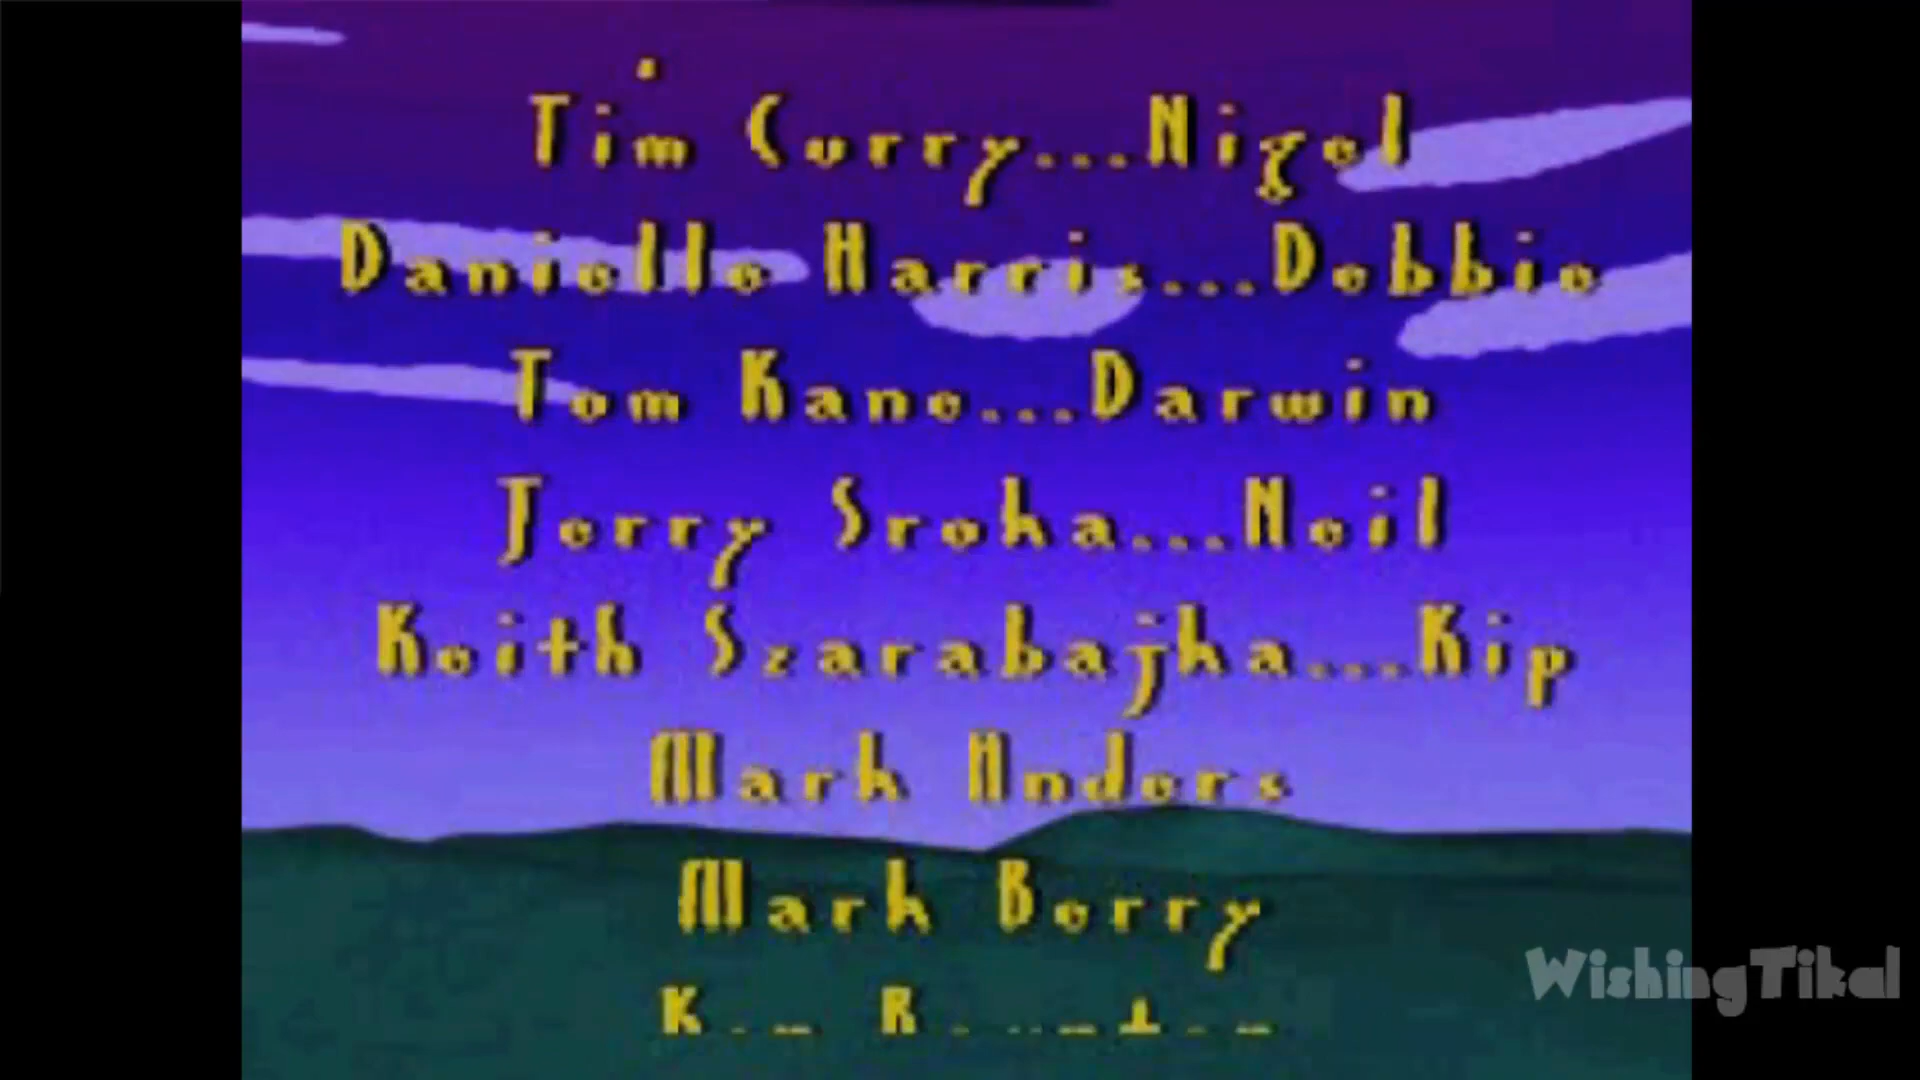 Tim Curry...Nigel
Danielle Harris...Debbie
Tom Kane...Darwin
Jerry Sroka...Neil
Keith Szarabajka...Kip
Mark Anders
Mark Berry
WishingTikal